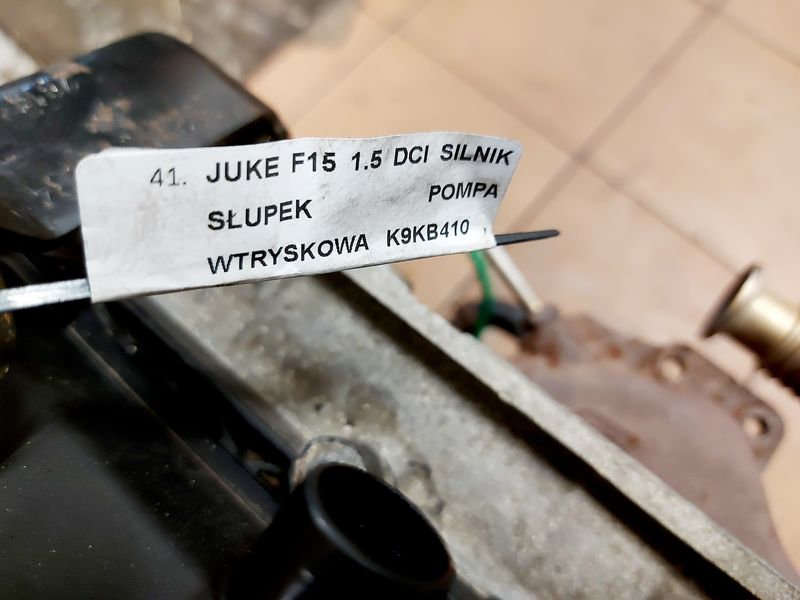 41. JUKE F15 1.5 DCI SILNIK
SŁUPEK POMPA
WTRYSKOWA K9KB410